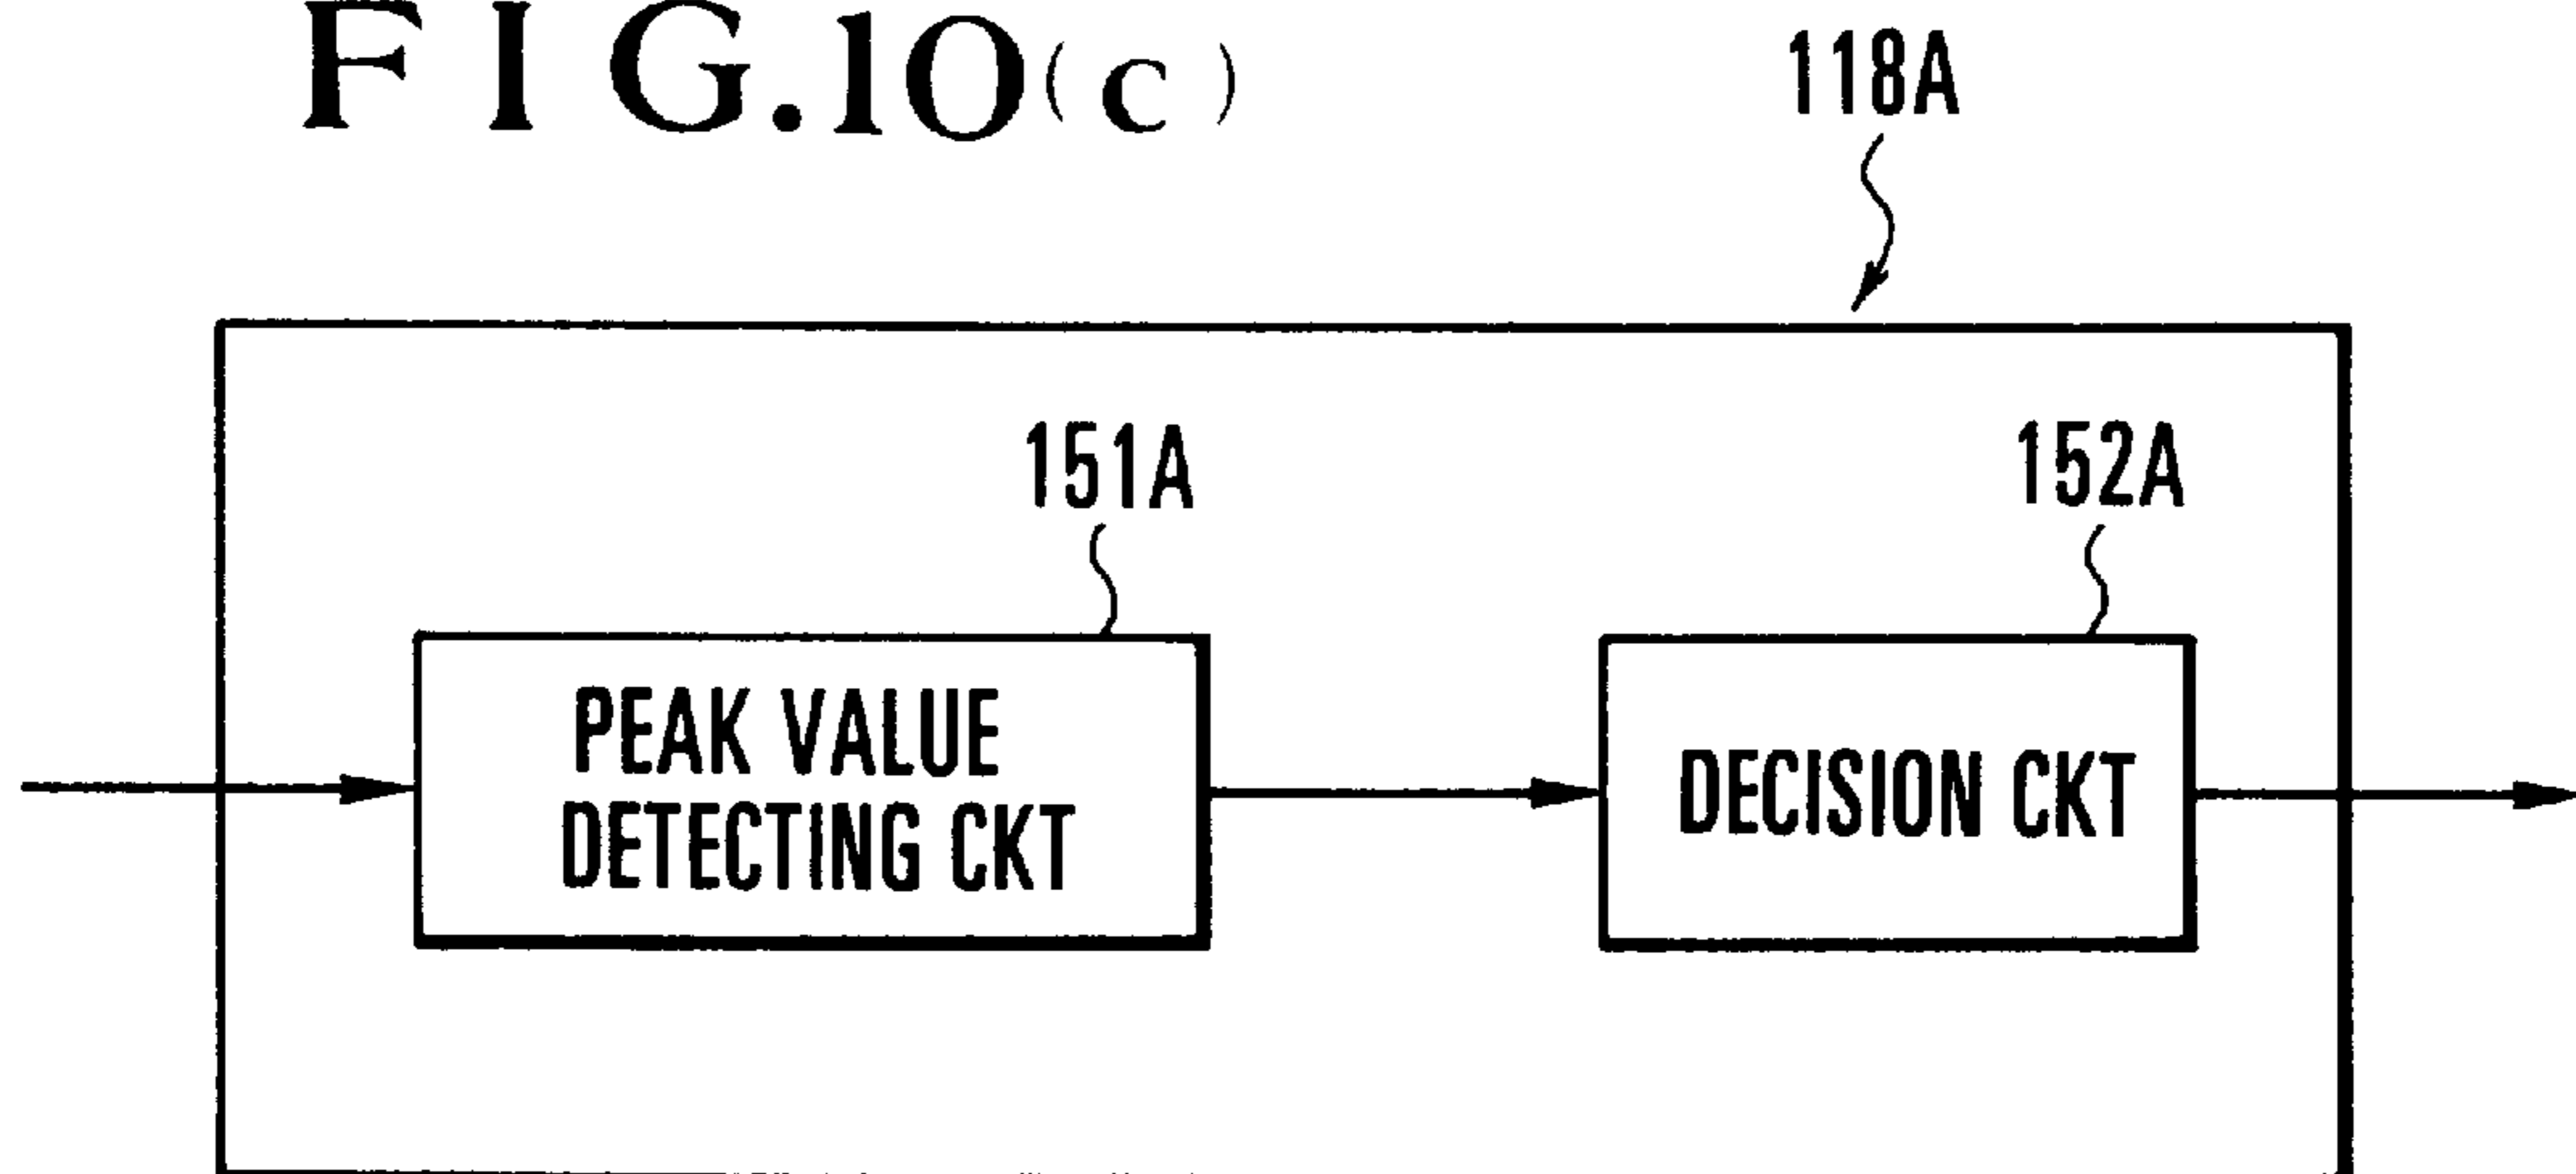 FIG.10(c)
118A
151A
152A
PEAK VALUE
DETECTING CKT
DECISION CKT